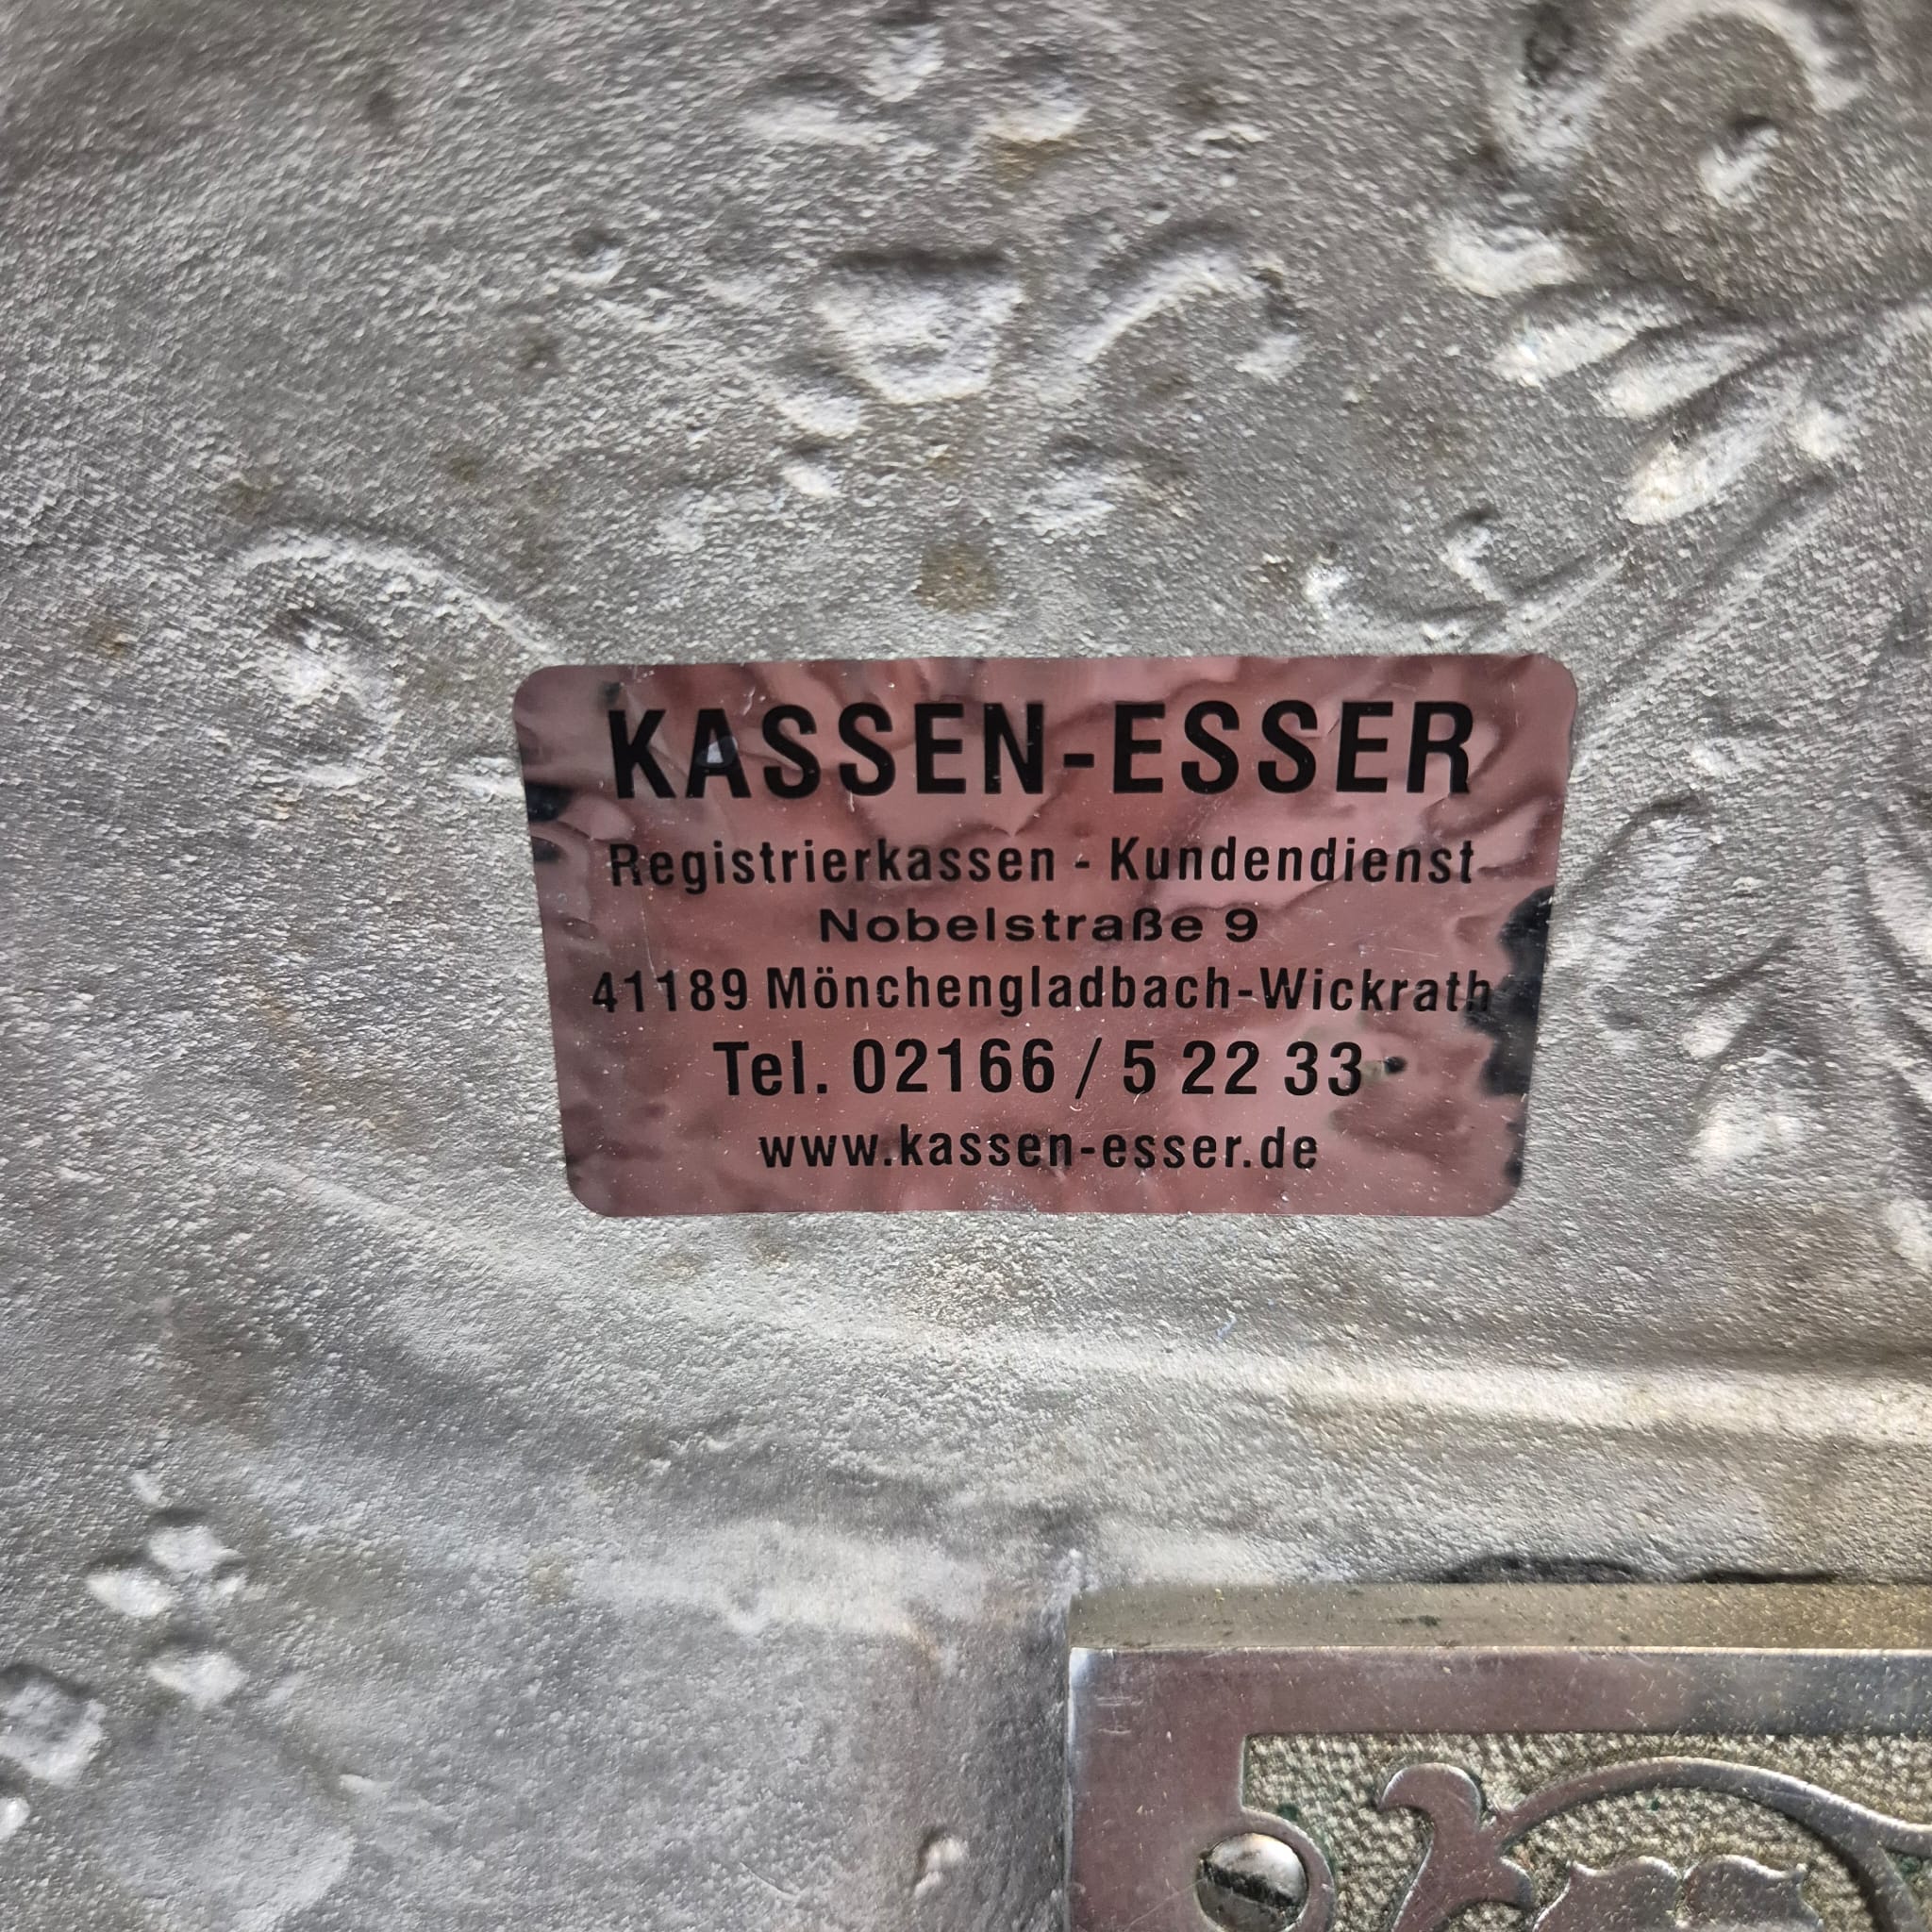 KASSEN-ESSER
Registrierkassen - Kundendienst
Nobelstraße 9
41189 Mönchengladbach-Wickrath
Tel. 02166 / 5 22 33
www.kassen-esser.de